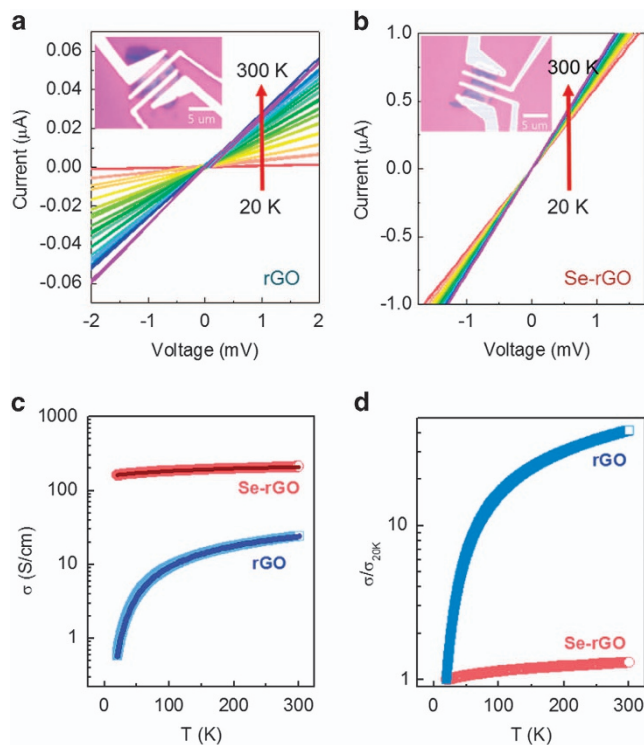 a
Current (μA)
0.06
0.04
0.02
0.00
-0.02
-0.04
-0.06
5 um
300 K
20 K
rGO
-2
-1
0
1
2
Voltage (mV)
b
Current (μA)
1.0
0.5
0.0
-0.5
-1.0
5 um
300 K
20 K
Se-rGO
-1
0
1
Voltage (mV)
c
σ (S/cm)
1000
100
10
1
Se-rGO
rGO
0
100
200
300
T (K)
d
σ/σ20K
10
1
rGO
Se-rGO
0
100
200
300
T (K)